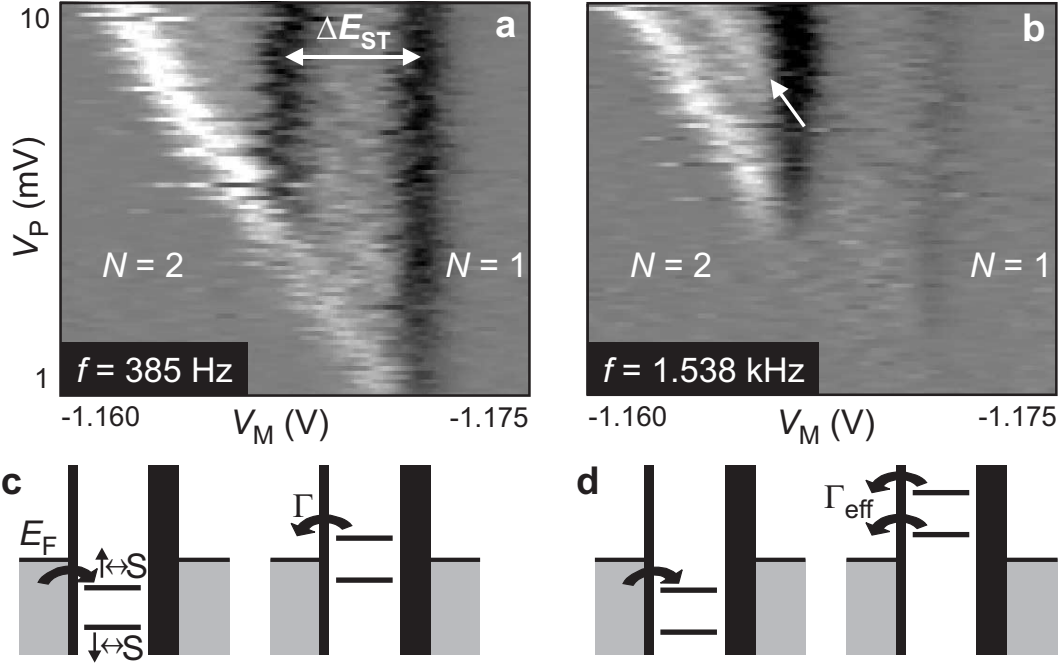 10
ΔE_ST
a
V_P (mV)
N = 2
N = 1
1
f = 385 Hz
-1.160
V_M (V)
-1.175
b
N = 2
N = 1
f = 1.538 kHz
-1.160
V_M (V)
-1.175
c
E_F
↑↔S
↓↔S
Γ
d
Γ_eff